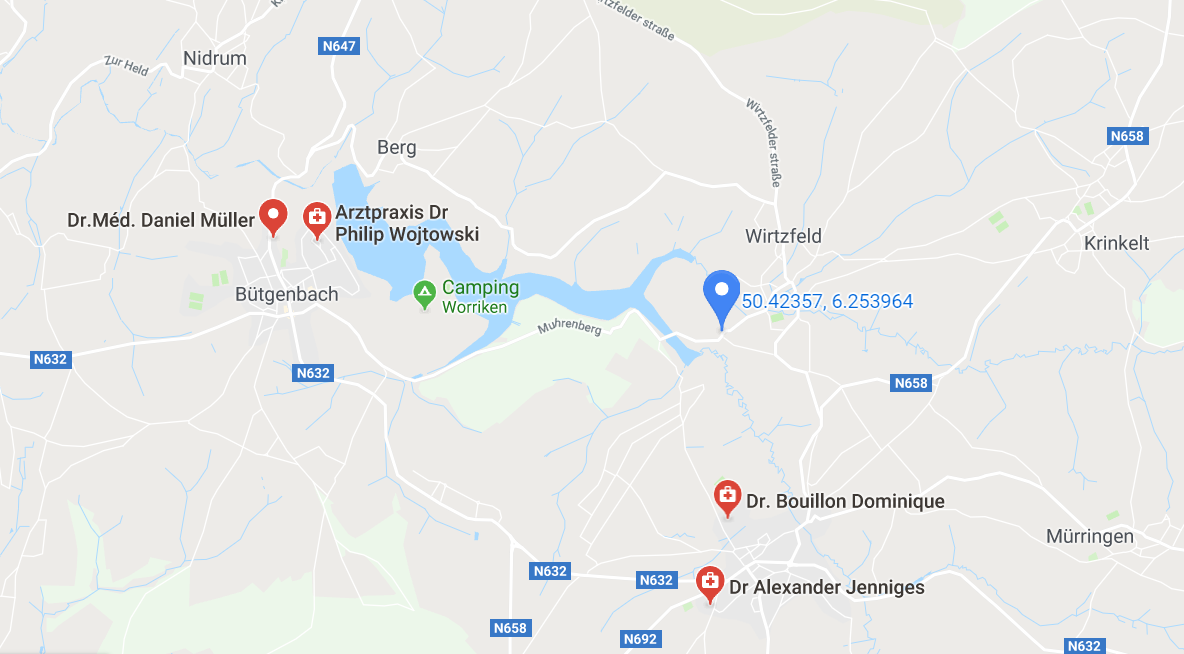 rtzfelder straße
N647
Nidrum
Zur Held
Wirtzfelder straße
N658
Berg
Dr.Méd. Daniel Müller
Arztpraxis Dr
Philip Wojtowski
Wirtzfeld
Krinkelt
Bütgenbach
Camping
Worriken
50.42357, 6.253964
Muhrenberg
N632
N632
N658
Dr. Bouillon Dominique
Mürringen
N632
N632
Dr Alexander Jenniges
N658
N692
N632